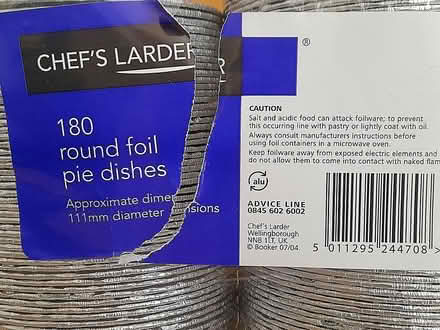 CHEF'S LARDER
®
180
round foil
pie dishes
Approximate dimensions
111mm diameter
CAUTION
Salt and acidic food can attack foilware; to prevent
this occurring line with pastry or lightly coat with oil.
Always consult manufacturers instructions before
using foil containers in a microwave oven.
Keep foilware away from exposed electric elements and
do not allow them to come into contact with naked flam
alu
ADVICE LINE
0845 602 6002
Chef's Larder
Wellingborough
NN8 1LT, UK
© Booker 07/04
5 011295 244708 >